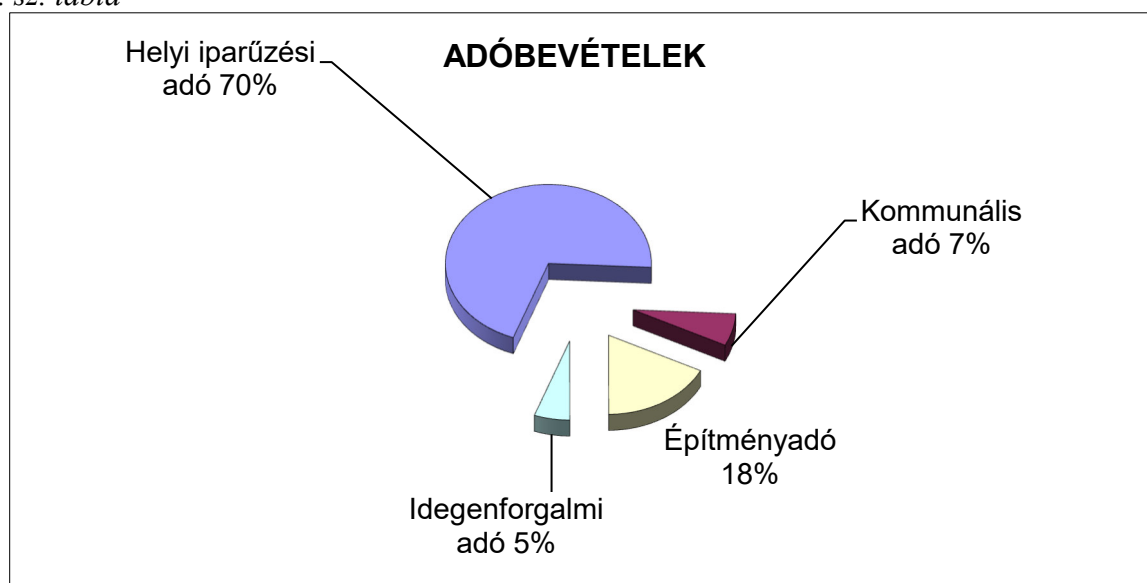 . sz. tábla
ADÓBEVÉTELEK
Helyi iparűzési
adó 70%
Kommunális
adó 7%
Építményadó
18%
Idegenforgalmi
adó 5%